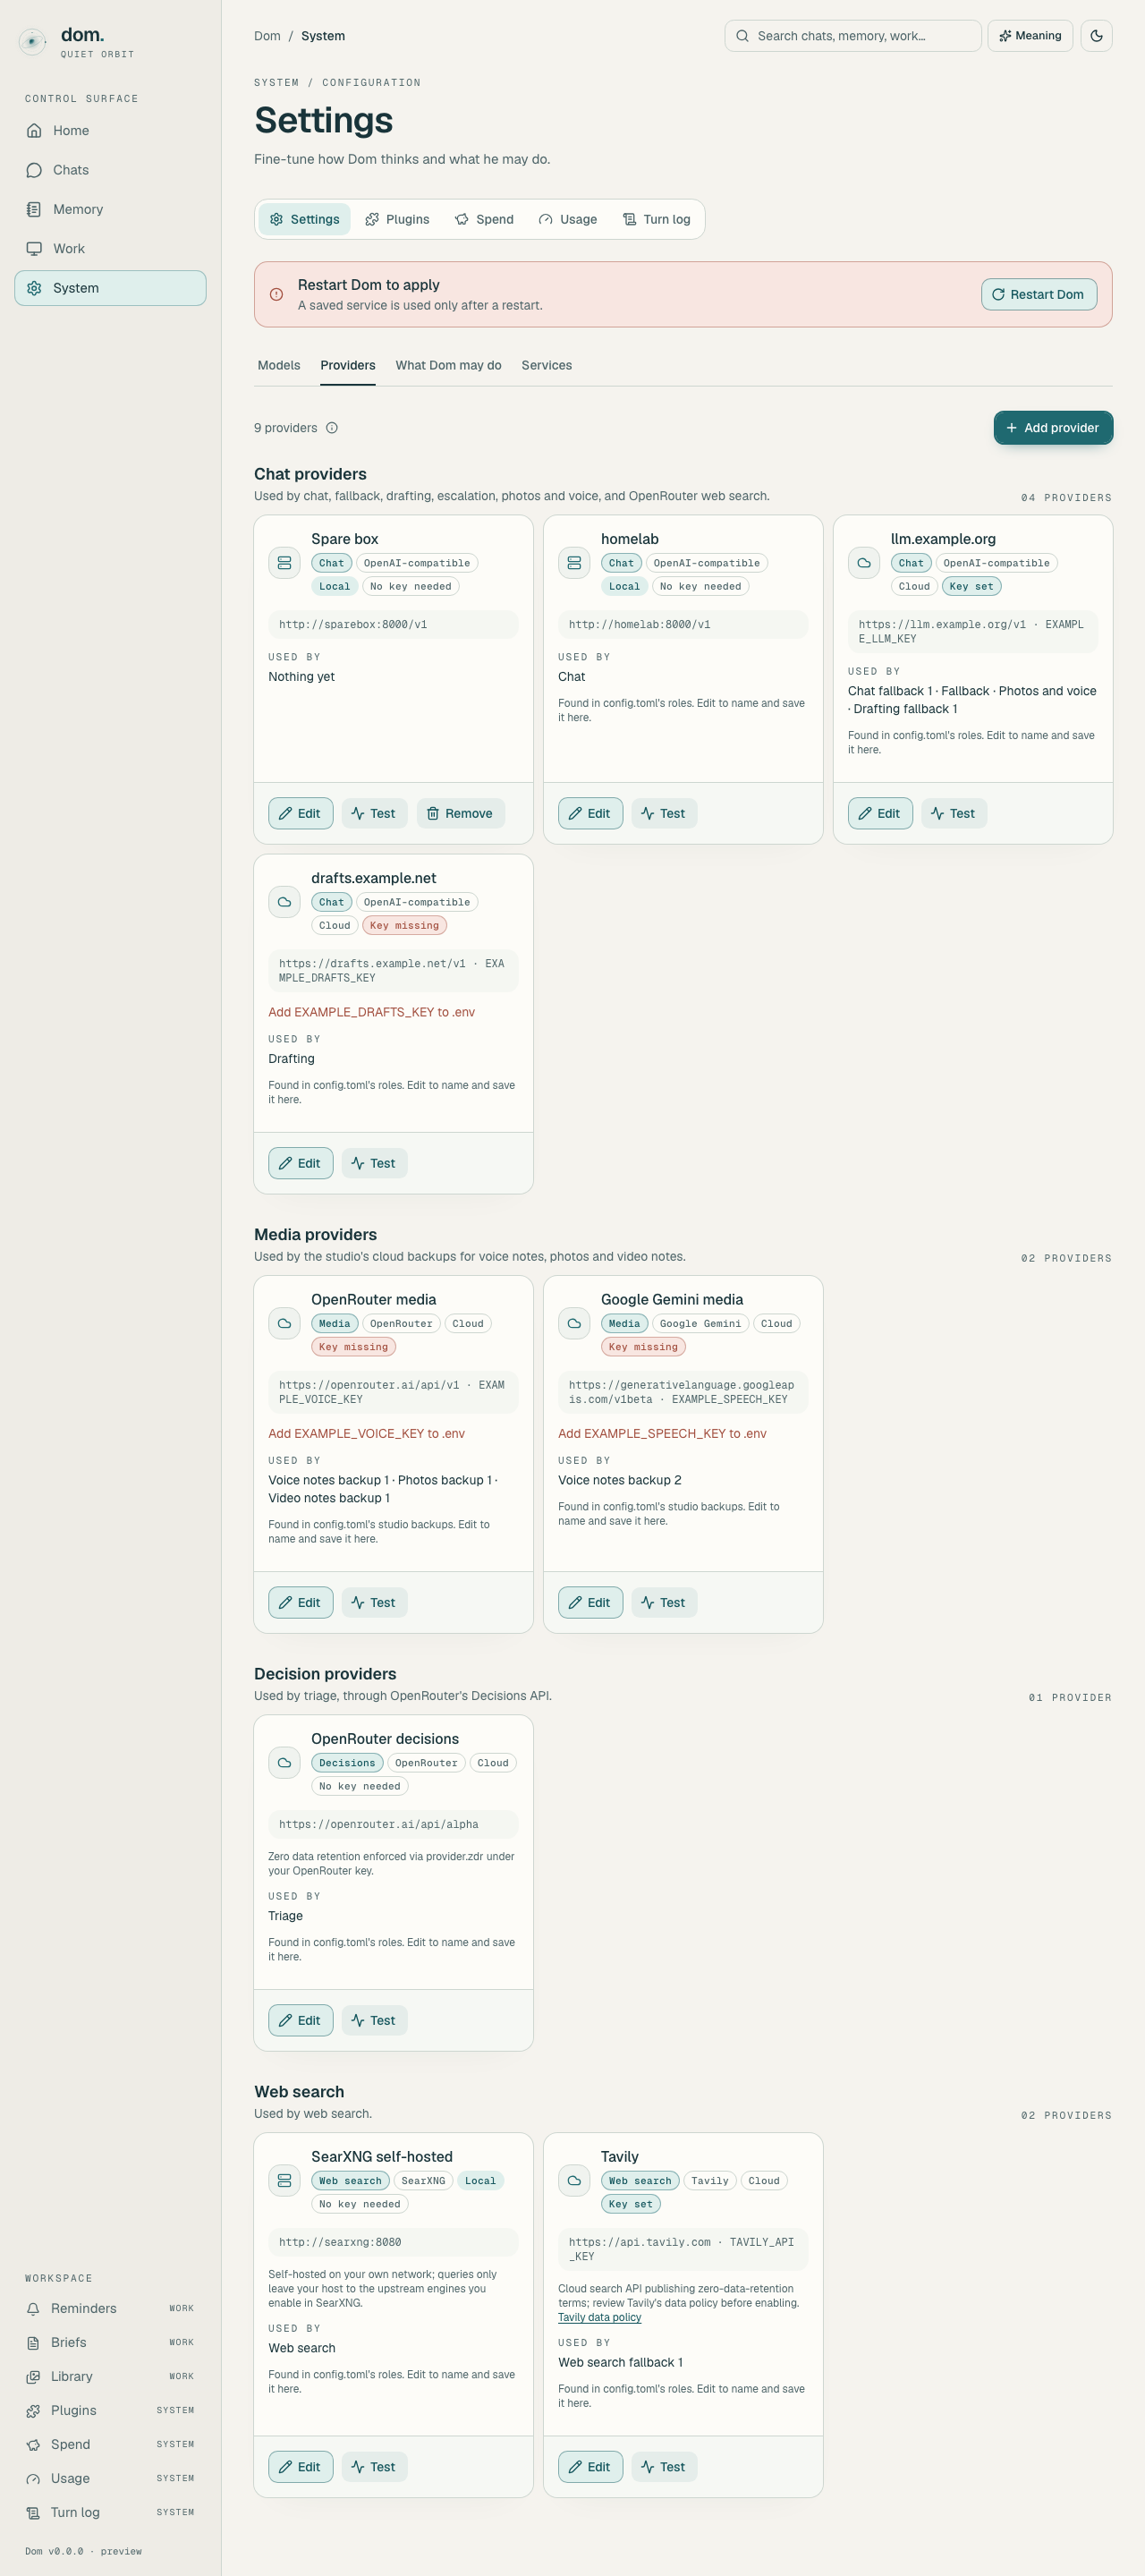 dom.
QUIET ORBIT
CONTROL SURFACE
Home
Chats
Memory
Work
System
WORKSPACE
Reminders WORK
Briefs WORK
Library WORK
Plugins SYSTEM
Spend SYSTEM
Usage SYSTEM
Turn log SYSTEM
Dom v0.0.0 · preview
Dom / System
Search chats, memory, work...
Meaning
SYSTEM / CONFIGURATION
Settings
Fine-tune how Dom thinks and what he may do.
Settings Plugins Spend Usage Turn log
Restart Dom to apply
A saved service is used only after a restart.
Restart Dom
Models Providers What Dom may do Services
9 providers
Add provider
Chat providers
Used by chat, fallback, drafting, escalation, photos and voice, and OpenRouter web search.
04 PROVIDERS
Spare box
Chat OpenAI-compatible
Local No key needed
http://sparebox:8000/v1
USED BY
Nothing yet
Edit Test Remove
homelab
Chat OpenAI-compatible
Local No key needed
http://homelab:8000/v1
USED BY
Chat
Found in config.toml's roles. Edit to name and save
it here.
Edit Test
llm.example.org
Chat OpenAI-compatible
Cloud Key set
https://llm.example.org/v1 · EXAMPL
E_LLM_KEY
USED BY
Chat fallback 1 · Fallback · Photos and voice
· Drafting fallback 1
Found in config.toml's roles. Edit to name and save
it here.
Edit Test
drafts.example.net
Chat OpenAI-compatible
Cloud Key missing
https://drafts.example.net/v1 · EXA
MPLE_DRAFTS_KEY
Add EXAMPLE_DRAFTS_KEY to .env
USED BY
Drafting
Found in config.toml's roles. Edit to name and save
it here.
Edit Test
Media providers
Used by the studio's cloud backups for voice notes, photos and video notes.
02 PROVIDERS
OpenRouter media
Media OpenRouter Cloud
Key missing
https://openrouter.ai/api/v1 · EXAM
PLE_VOICE_KEY
Add EXAMPLE_VOICE_KEY to .env
USED BY
Voice notes backup 1 · Photos backup 1 ·
Video notes backup 1
Found in config.toml's studio backups. Edit to
name and save it here.
Edit Test
Google Gemini media
Media Google Gemini Cloud
Key missing
https://generativelanguage.googleap
is.com/v1beta · EXAMPLE_SPEECH_KEY
Add EXAMPLE_SPEECH_KEY to .env
USED BY
Voice notes backup 2
Found in config.toml's studio backups. Edit to
name and save it here.
Edit Test
Decision providers
Used by triage, through OpenRouter's Decisions API.
01 PROVIDER
OpenRouter decisions
Decisions OpenRouter Cloud
No key needed
https://openrouter.ai/api/alpha
Zero data retention enforced via provider.zdr under
your OpenRouter key.
USED BY
Triage
Found in config.toml's roles. Edit to name and save
it here.
Edit Test
Web search
Used by web search.
02 PROVIDERS
SearXNG self-hosted
Web search SearXNG Local
No key needed
http://searxng:8080
Self-hosted on your own network; queries only
leave your host to the upstream engines you
enable in SearXNG.
USED BY
Web search
Found in config.toml's roles. Edit to name and save
it here.
Edit Test
Tavily
Web search Tavily Cloud
Key set
https://api.tavily.com · TAVILY_API
_KEY
Cloud search API publishing zero-data-retention
terms; review Tavily's data policy before enabling.
Tavily data policy
USED BY
Web search fallback 1
Found in config.toml's roles. Edit to name and save
it here.
Edit Test